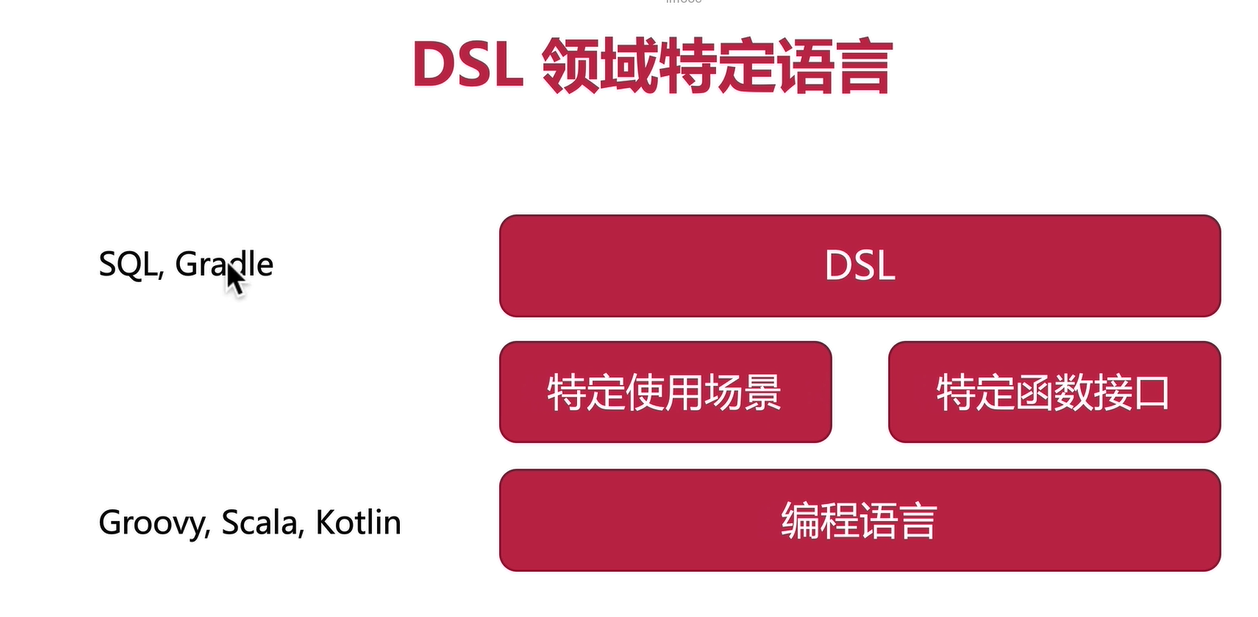 DSL 领域特定语言
SQL, Gradle
DSL
特定使用场景
特定函数接口
Groovy, Scala, Kotlin
编程语言